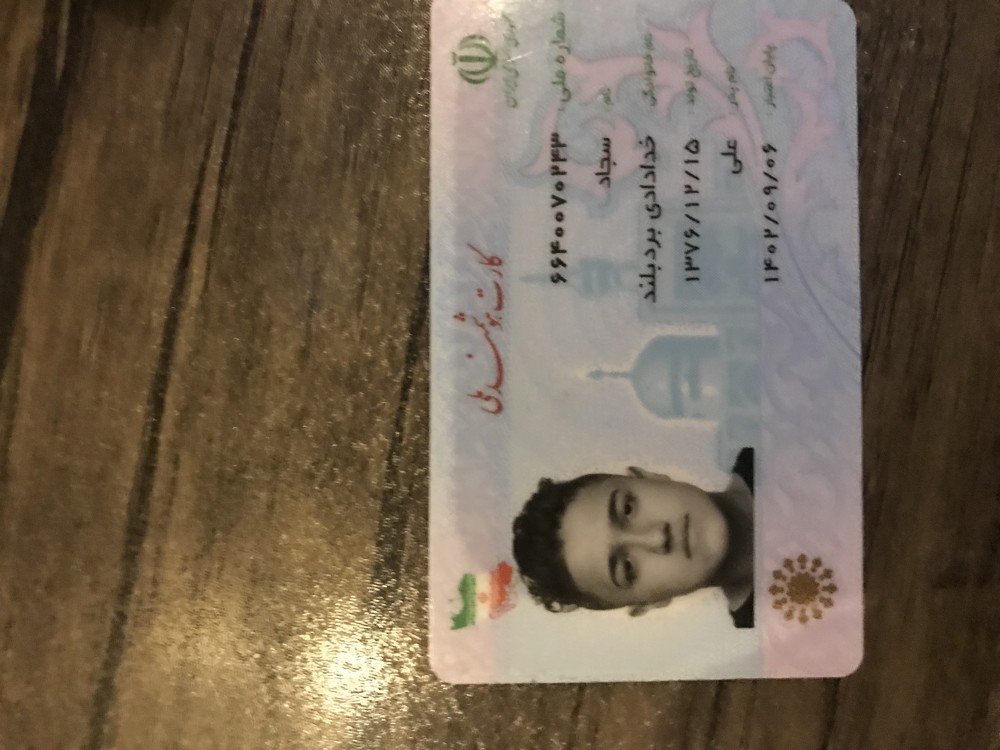 جمهوری اسلامی ایران
کارت هوشمند ملی
شماره ملی: ۶۶۴۰۰۷۰۲۴۳
نام: سجاد
نام خانوادگی: خدادادی بردبلند
تاریخ تولد: ۱۳۷۶/۱۲/۱۵
نام پدر: علی
پایان اعتبار: ۱۴۰۲/۰۹/۰۶